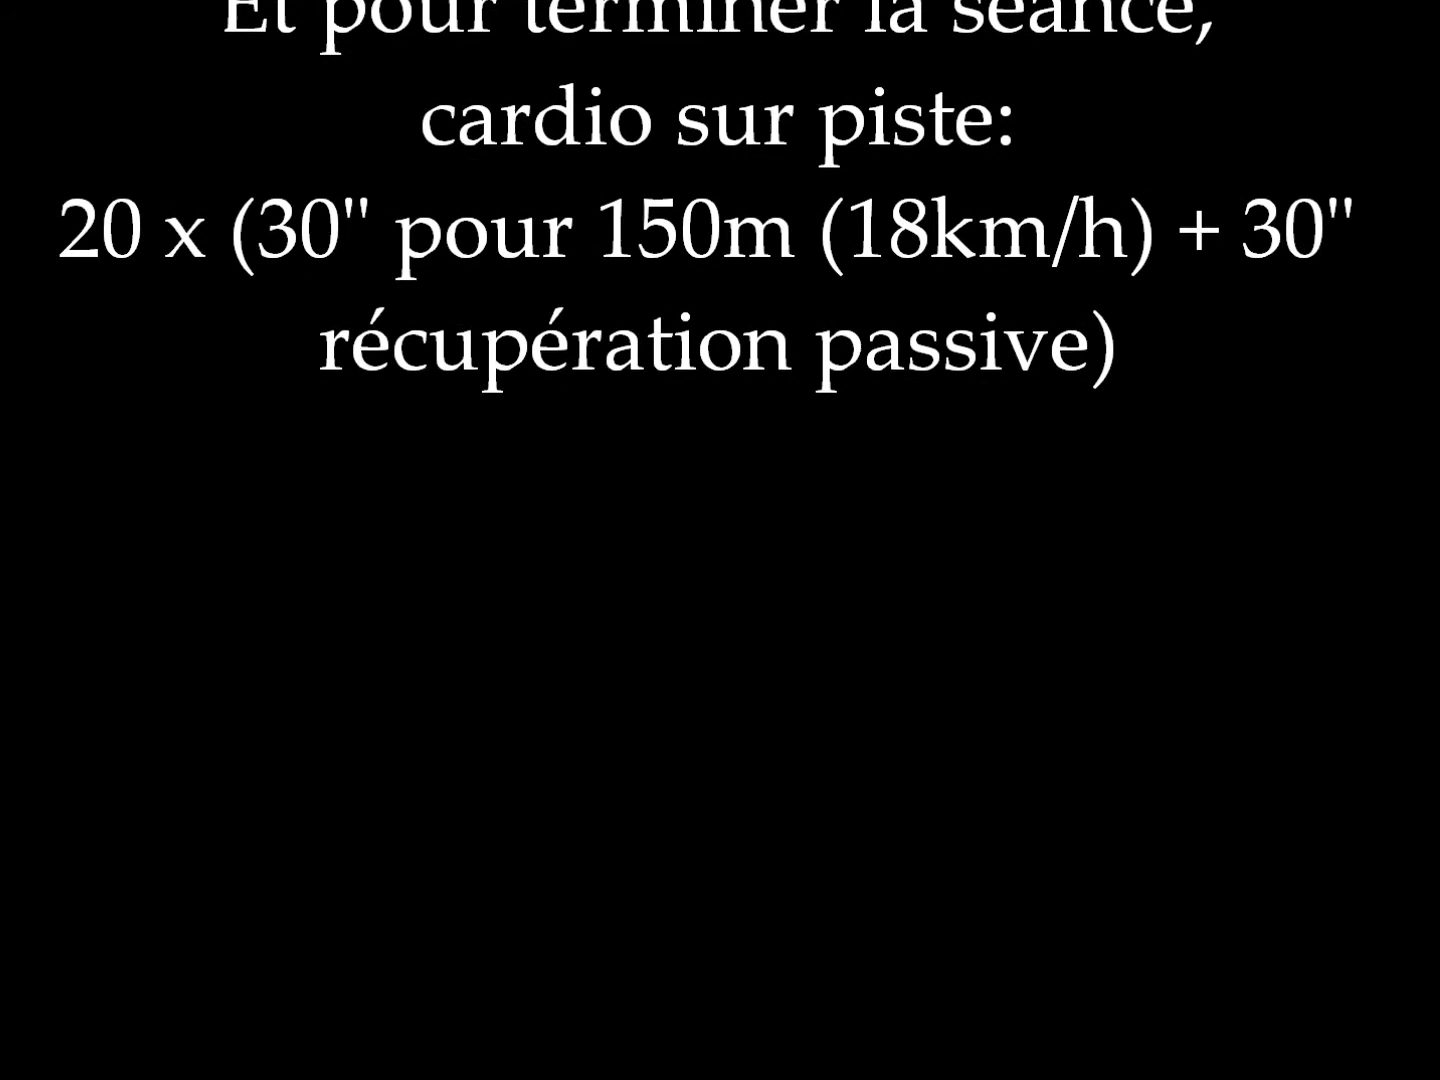 Et pour terminer la séance,
cardio sur piste:
20 x (30" pour 150m (18km/h) + 30"
récupération passive)